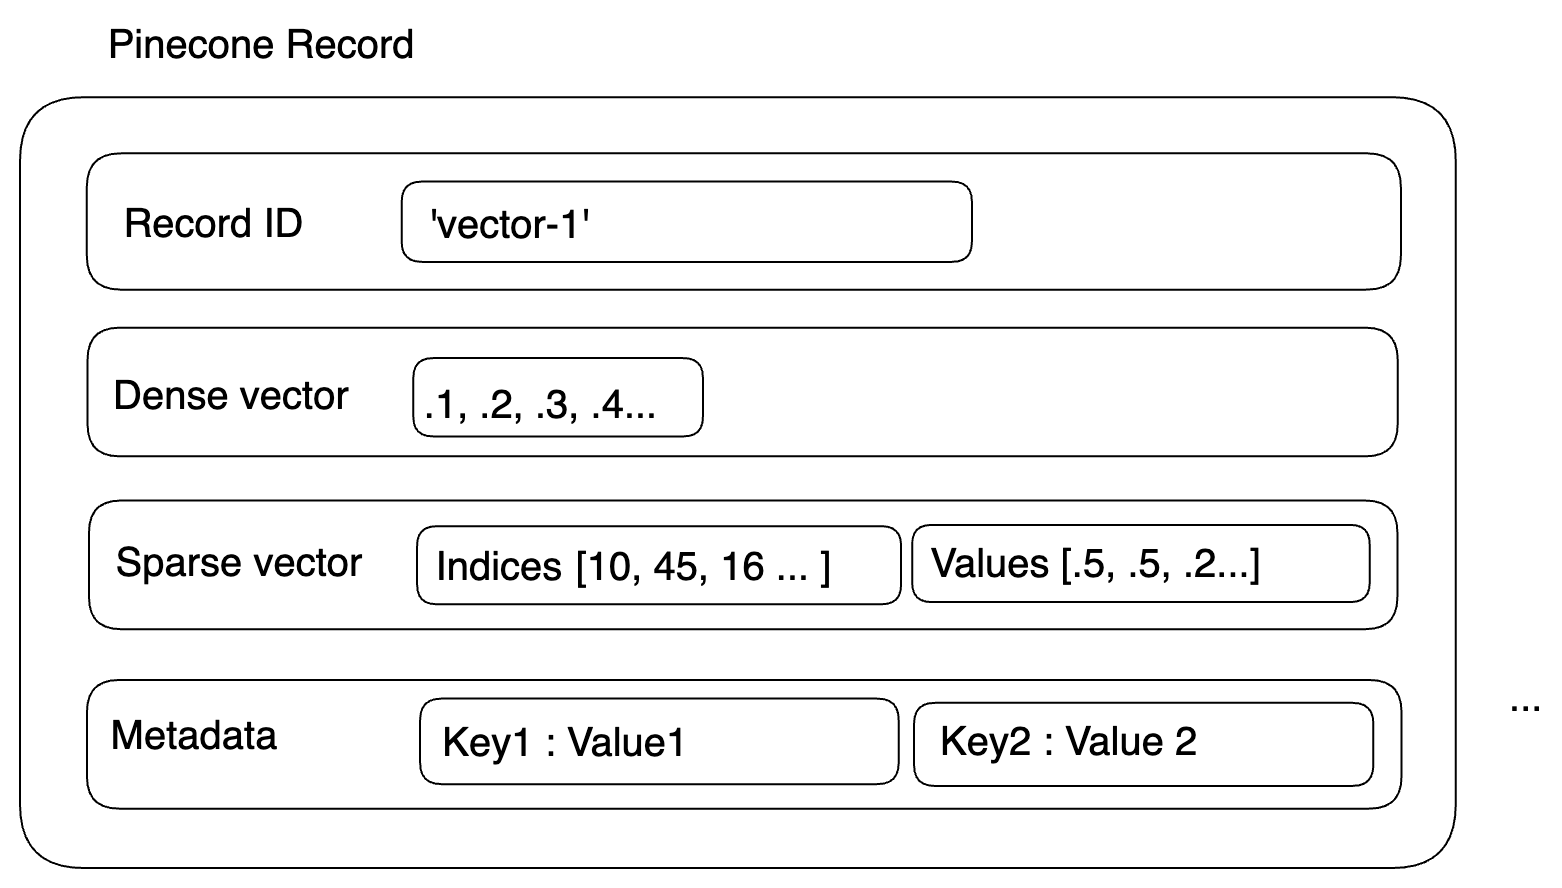 Pinecone Record
Record ID 'vector-1'
Dense vector .1, .2, .3, .4...
Sparse vector Indices [10, 45, 16 ... ] Values [.5, .5, .2...]
Metadata Key1 : Value1 Key2 : Value 2
...